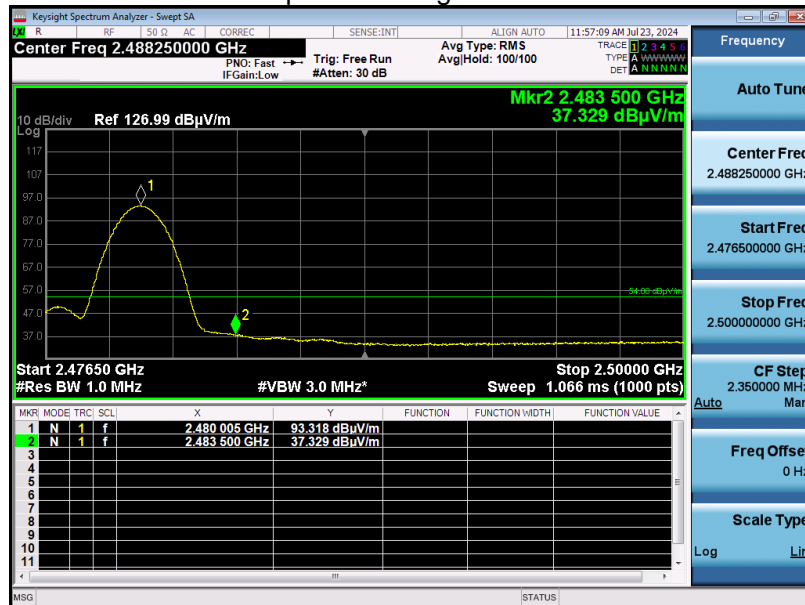 Keysight Spectrum Analyzer - Swept SA
LXI R RF 50 Ω AC CORREC SENSE:INT ALIGN AUTO 11:57:09 AM Jul 23, 2024
Center Freq 2.488250000 GHz
PNO: Fast
IFGain:Low
Trig: Free Run
#Atten: 30 dB
Avg Type: RMS
Avg|Hold: 100/100
TRACE 1 2 3 4 5 6
TYPE A WWWWW
DET A N N N N N
Mkr2 2.483 500 GHz
37.329 dBµV/m
10 dB/div Ref 126.99 dBµV/m
Log
117
107
97.0
87.0
77.0
67.0
57.0
47.0
37.0
1
2
54.00 dBµV/m
Start 2.47650 GHz Stop 2.50000 GHz
#Res BW 1.0 MHz #VBW 3.0 MHz* Sweep 1.066 ms (1000 pts)
MKR MODE TRC SCL X Y FUNCTION FUNCTION WIDTH FUNCTION VALUE
1 N 1 f 2.480 005 GHz 93.318 dBµV/m
2 N 1 f 2.483 500 GHz 37.329 dBµV/m
3
4
5
6
7
8
9
10
11
MSG STATUS
Frequency
Auto Tune
Center Freq
2.488250000 GHz
Start Freq
2.476500000 GHz
Stop Freq
2.500000000 GHz
CF Step
2.350000 MHz
Auto Man
Freq Offset
0 Hz
Scale Type
Log Lin